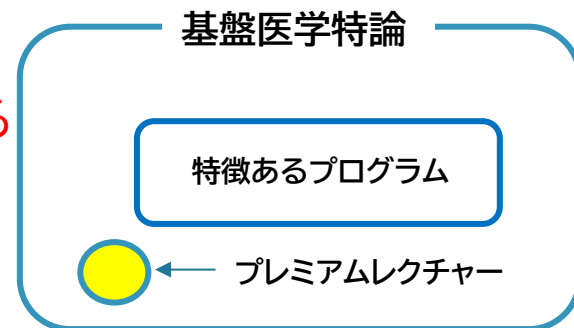 基盤医学特論
る
特徴あるプログラム
プレミアムレクチャー